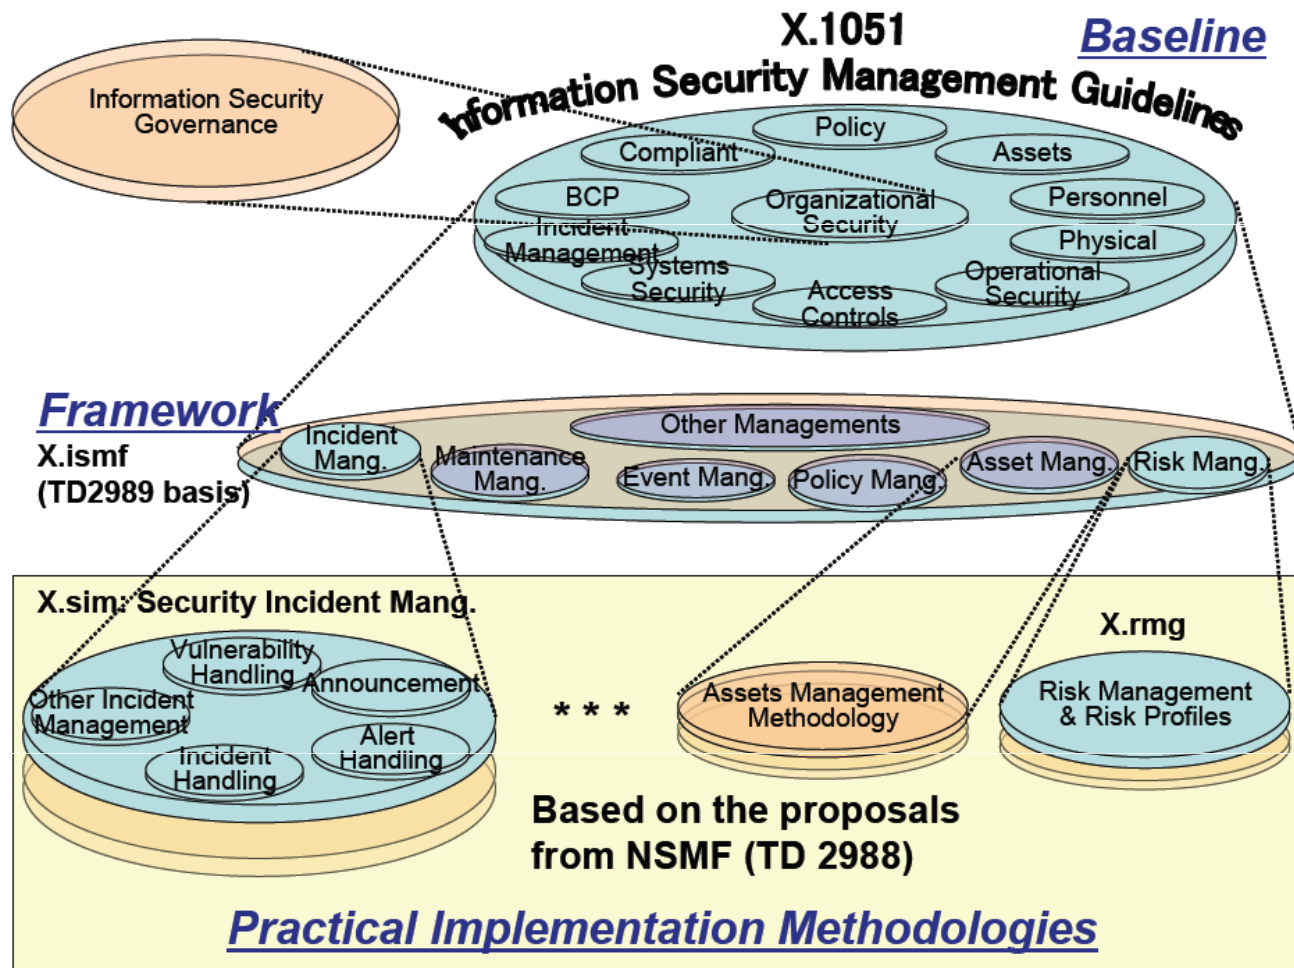 X.1051
Baseline
Information Security Management Guidelines
Information Security
Governance
Policy
Compliant
Assets
BCP
Organizational
Security
Personnel
Incident
Management
Physical
Systems
Security
Access
Controls
Operational
Security
Framework
X.ismf
(TD2989 basis)
Incident
Mang.
Other Managements
Maintenance
Mang.
Event Mang.
Policy Mang.
Asset Mang.
Risk Mang.
X.sim: Security Incident Mang.
Vulnerability
Handling
Announcement
Other Incident
Management
Alert
Handling
Incident
Handling
* * *
Assets Management
Methodology
X.rmg
Risk Management
& Risk Profiles
Based on the proposals
from NSMF (TD 2988)
Practical Implementation Methodologies